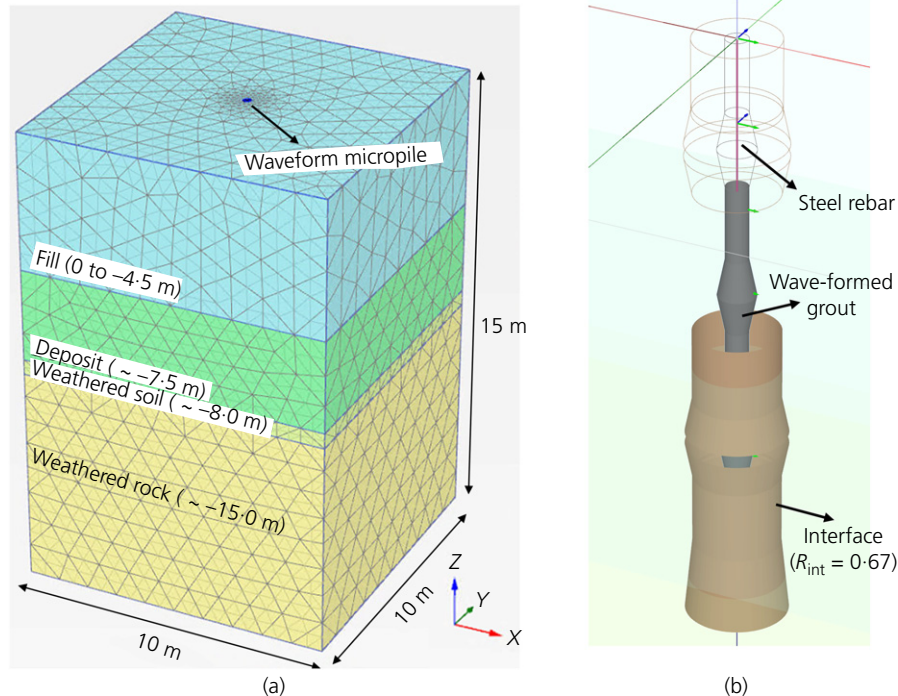 Waveform micropile
Fill (0 to –4·5 m)
Deposit ( ~ –7·5 m)
Weathered soil ( ~ –8·0 m)
Weathered rock ( ~ –15·0 m)
15 m
10 m
10 m
Z
Y
X
(a)
Steel rebar
Wave-formed
grout
Interface
(Rint = 0·67)
(b)